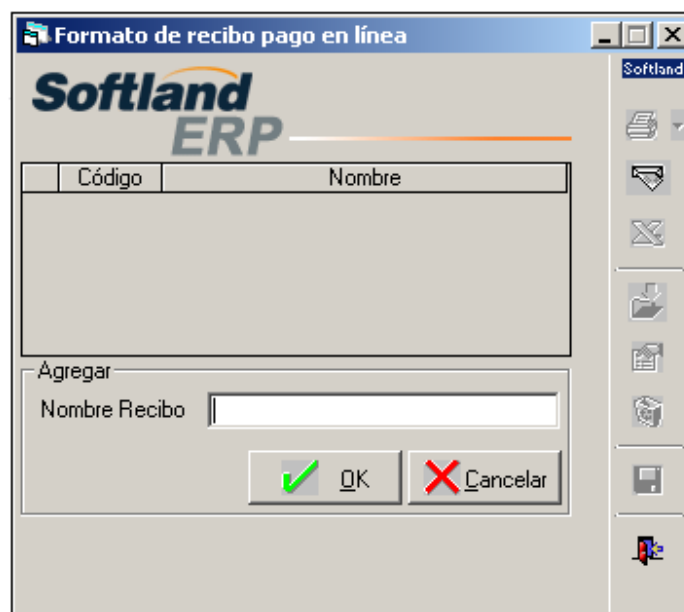 Formato de recibo pago en línea
Softland
Softland
ERP
Código Nombre
Agregar
Nombre Recibo
OK Cancelar